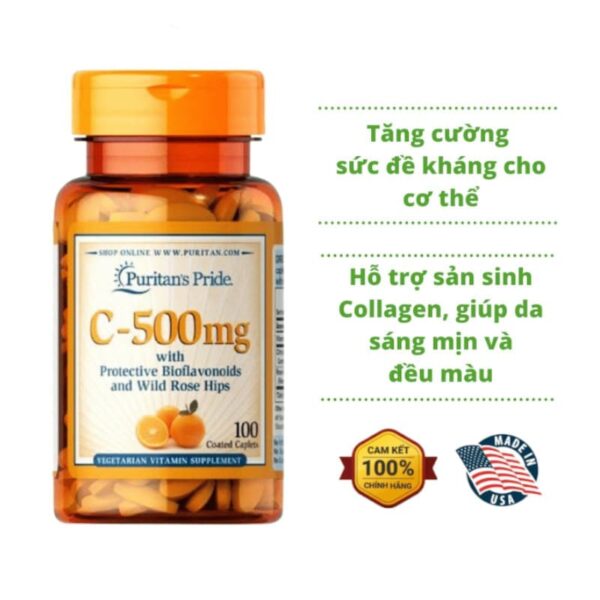 SHOP ONLINE WWW.PURITAN.COM
Puritan's Pride.
C-500mg
with
Protective Bioflavonoids
and Wild Rose Hips
100
Coated Caplets
VEGETARIAN VITAMIN SUPPLEMENT
Tăng cường
sức đề kháng cho
cơ thể
Hỗ trợ sản sinh
Collagen, giúp da
sáng mịn và
đều màu
CAM KẾT
100%
CHÍNH HÃNG
MADE IN
USA